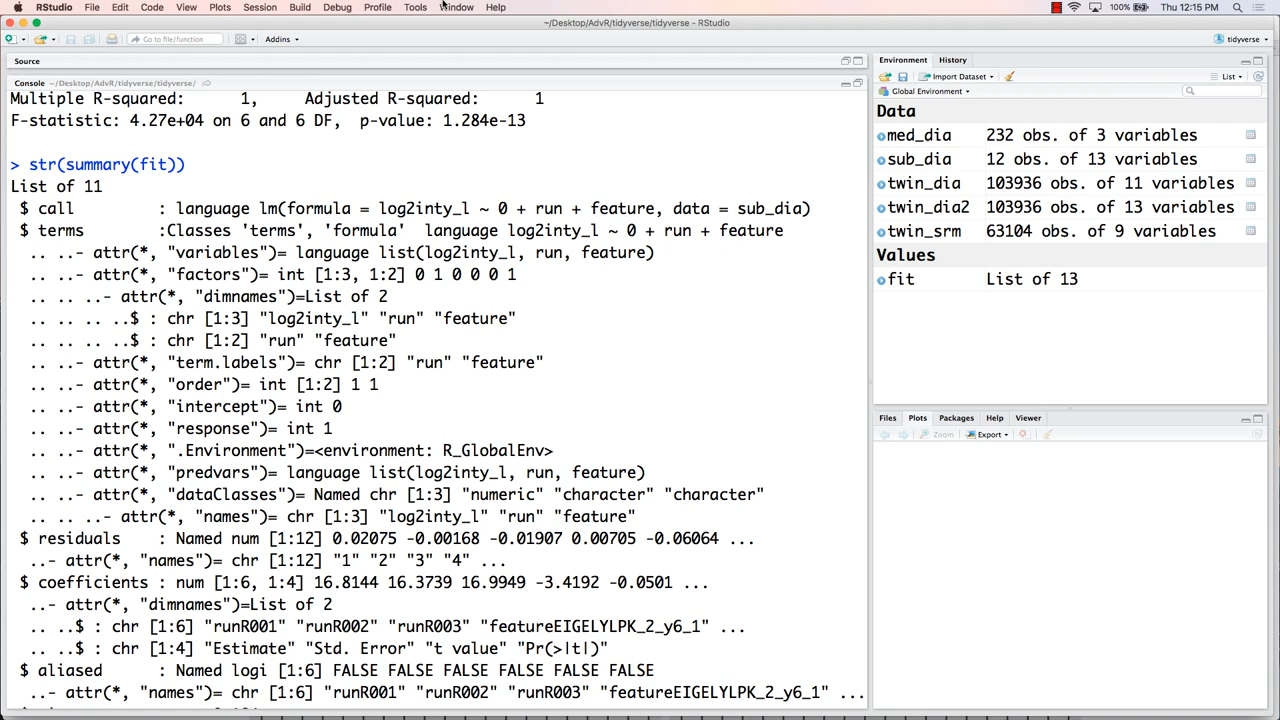 RStudio File Edit Code View Plots Session Build Debug Profile Tools Window Help 100% Thu 12:15 PM
~/Desktop/AdvR/tidyverse/tidyverse - RStudio
Go to file/function Addins tidyverse
Source
Console ~/Desktop/AdvR/tidyverse/tidyverse/
Multiple R-squared:      1,    Adjusted R-squared:      1
F-statistic: 4.27e+04 on 6 and 6 DF,  p-value: 1.284e-13
> str(summary(fit))
List of 11
 $ call         : language lm(formula = log2inty_l ~ 0 + run + feature, data = sub_dia)
 $ terms        :Classes 'terms', 'formula'  language log2inty_l ~ 0 + run + feature
  .. ..- attr(*, "variables")= language list(log2inty_l, run, feature)
  .. ..- attr(*, "factors")= int [1:3, 1:2] 0 1 0 0 0 1
  .. .. ..- attr(*, "dimnames")=List of 2
  .. .. .. ..$ : chr [1:3] "log2inty_l" "run" "feature"
  .. .. .. ..$ : chr [1:2] "run" "feature"
  .. ..- attr(*, "term.labels")= chr [1:2] "run" "feature"
  .. ..- attr(*, "order")= int [1:2] 1 1
  .. ..- attr(*, "intercept")= int 0
  .. ..- attr(*, "response")= int 1
  .. ..- attr(*, ".Environment")=<environment: R_GlobalEnv>
  .. ..- attr(*, "predvars")= language list(log2inty_l, run, feature)
  .. ..- attr(*, "dataClasses")= Named chr [1:3] "numeric" "character" "character"
  .. .. ..- attr(*, "names")= chr [1:3] "log2inty_l" "run" "feature"
 $ residuals    : Named num [1:12] 0.02075 -0.00168 -0.01907 0.00705 -0.06064 ...
  ..- attr(*, "names")= chr [1:12] "1" "2" "3" "4" ...
 $ coefficients : num [1:6, 1:4] 16.8144 16.3739 16.9949 -3.4192 -0.0501 ...
  ..- attr(*, "dimnames")=List of 2
  .. ..$ : chr [1:6] "runR001" "runR002" "runR003" "featureEIGELYLPK_2_y6_1" ...
  .. ..$ : chr [1:4] "Estimate" "Std. Error" "t value" "Pr(>|t|)"
 $ aliased      : Named logi [1:6] FALSE FALSE FALSE FALSE FALSE FALSE
  ..- attr(*, "names")= chr [1:6] "runR001" "runR002" "runR003" "featureEIGELYLPK_2_y6_1" ...
Environment History
Import Dataset List
Global Environment
Data
med_dia 232 obs. of 3 variables
sub_dia 12 obs. of 13 variables
twin_dia 103936 obs. of 11 variables
twin_dia2 103936 obs. of 13 variables
twin_srm 63104 obs. of 9 variables
Values
fit List of 13
Files Plots Packages Help Viewer
Zoom Export